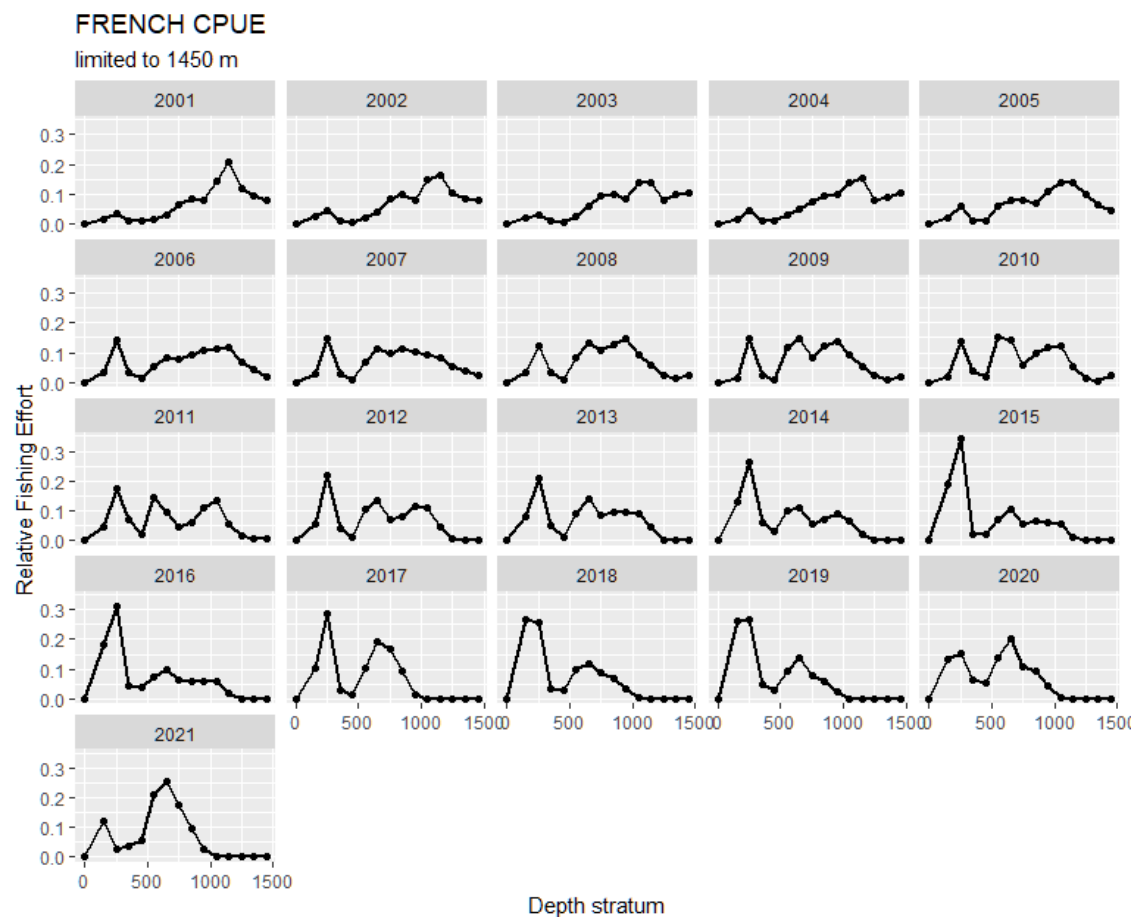 FRENCH CPUE
limited to 1450 m
Relative Fishing Effort
2001 2002 2003 2004 2005
0.3
0.2
0.1
0.0
2006 2007 2008 2009 2010
0.3
0.2
0.1
0.0
2011 2012 2013 2014 2015
0.3
0.2
0.1
0.0
2016 2017 2018 2019 2020
0.3
0.2
0.1
0.0
0 500 1000 1500 0 500 1000 1500 0 500 1000 1500 0 500 1000 1500
2021
0.3
0.2
0.1
0.0
0 500 1000 1500
Depth stratum